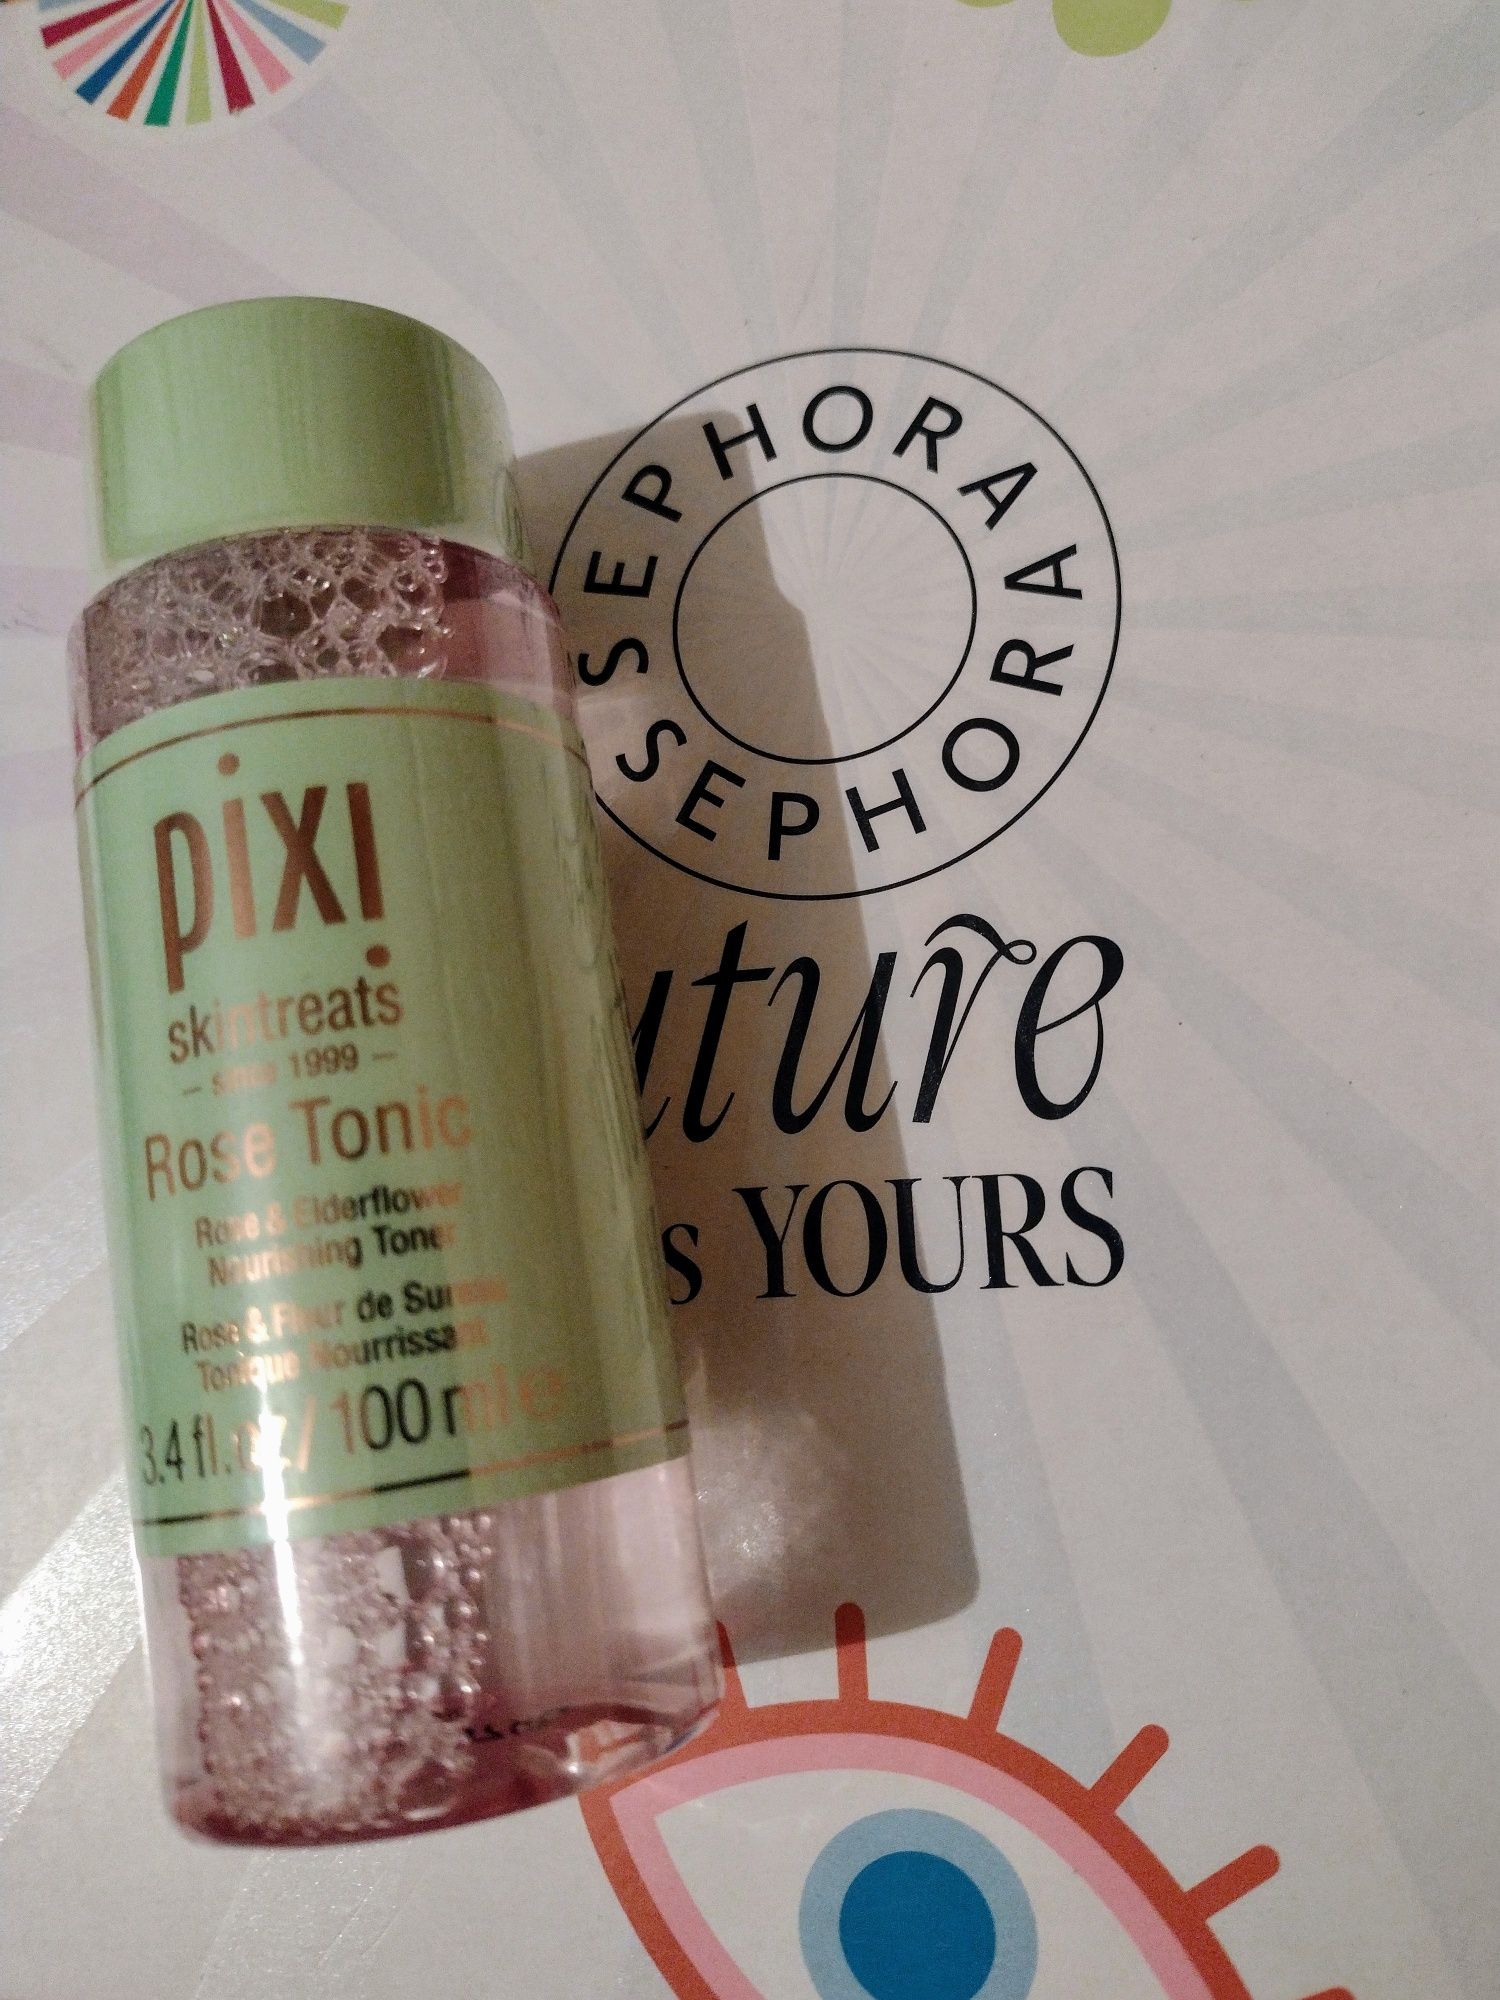 pixi
skintreats
– since 1999 –
Rose Tonic
Rose & Elderflower
Nourishing Toner
Rose & Fleur de Sureau
Tonique Nourrissant
3.4 fl.oz/100 ml e
SEPHORA
SEPHORA
uture
s YOURS